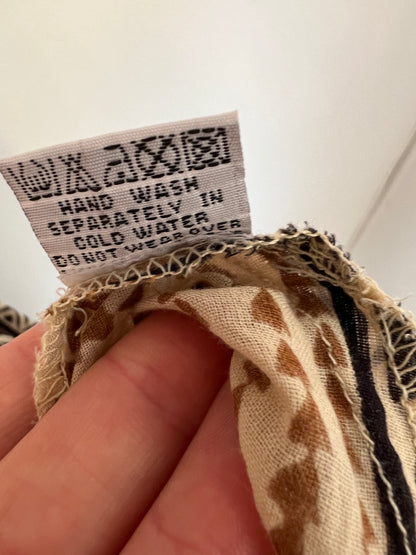 HAND WASH
SEPARATELY IN
COLD WATER
DO NOT WEAR OVER